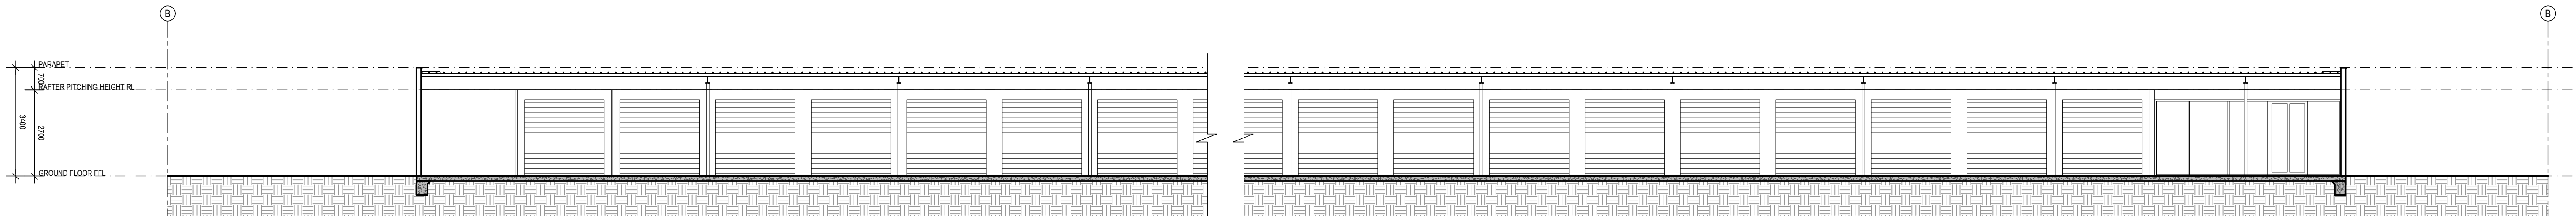 B
B
PARAPET
700
RAFTER PITCHING HEIGHT RL
3400
2700
GROUND FLOOR FFL